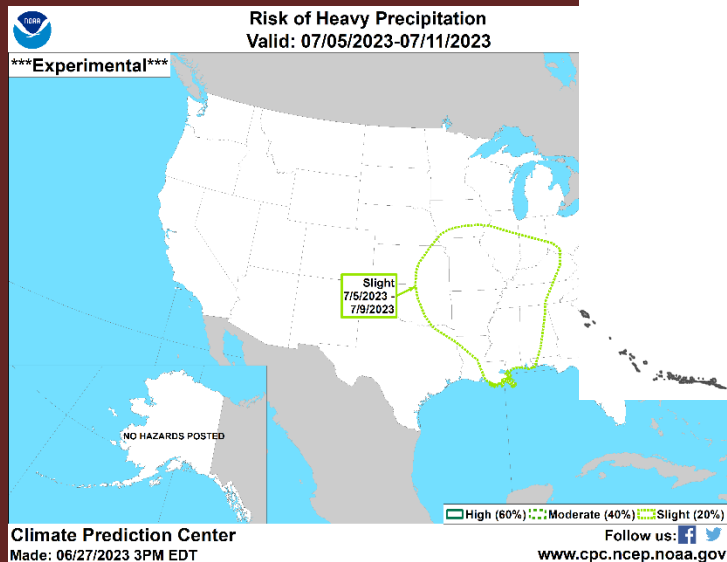 NOAA
Risk of Heavy Precipitation
Valid: 07/05/2023-07/11/2023
***Experimental***
Slight
7/5/2023 -
7/9/2023
NO HAZARDS POSTED
High (60%) Moderate (40%) Slight (20%)
Climate Prediction Center
Made: 06/27/2023 3PM EDT
Follow us:
www.cpc.ncep.noaa.gov